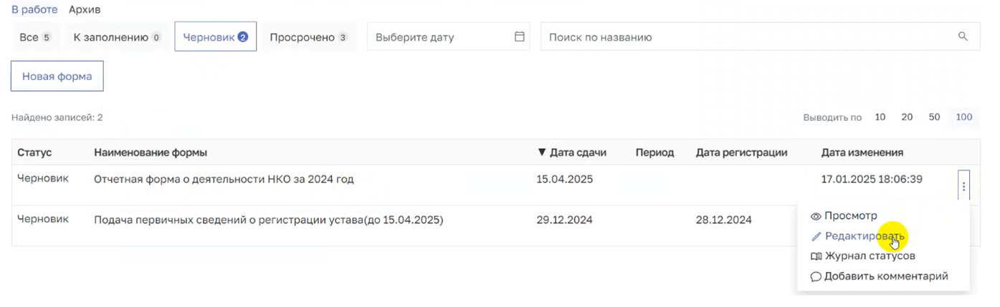 В работе Архив
Все 5 К заполнению 0 Черновик 2 Просрочено 3 Выберите дату Поиск по названию
Новая форма
Найдено записей: 2 Выводить по 10 20 50 100
Статус Наименование формы ▼ Дата сдачи Период Дата регистрации Дата изменения
Черновик Отчетная форма о деятельности НКО за 2024 год 15.04.2025 17.01.2025 18:06:39
Черновик Подача первичных сведений о регистрации устава(до 15.04.2025) 29.12.2024 28.12.2024
Просмотр
Редактировать
Журнал статусов
Добавить комментарий